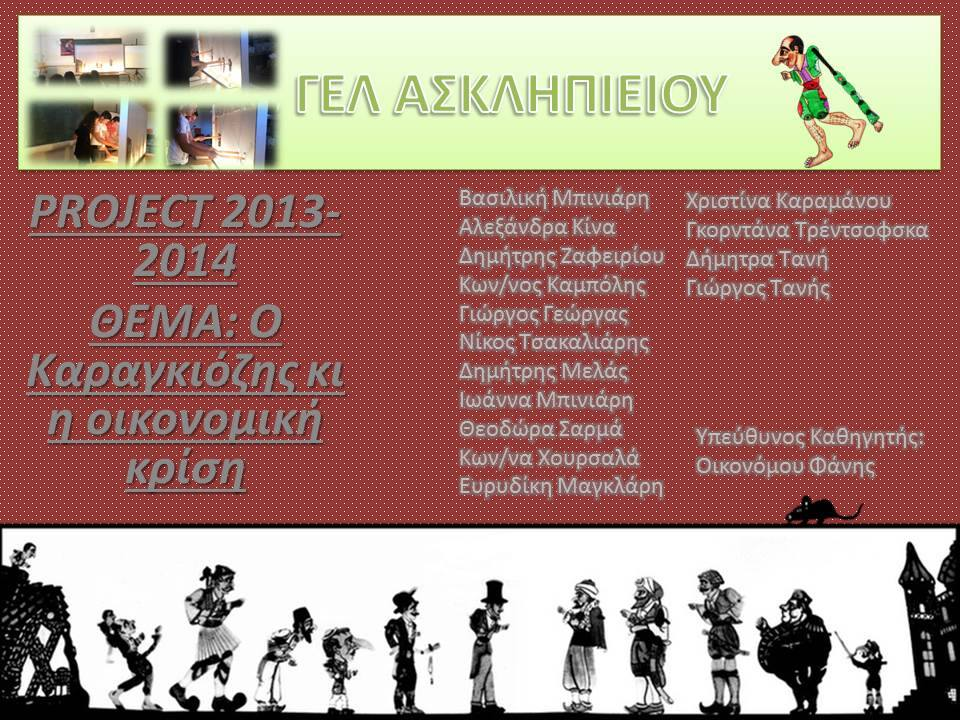 ΓΕΛ ΑΣΚΛΗΠΙΕΙΟΥ
PROJECT 2013-
2014
ΘΕΜΑ: Ο
Καραγκιόζης κι
η οικονομική
κρίση
Βασιλική Μπινιάρη
Αλεξάνδρα Κίνα
Δημήτρης Ζαφειρίου
Κων/νος Καμπόλης
Γιώργος Γεώργας
Νίκος Τσακαλιάρης
Δημήτρης Μελάς
Ιωάννα Μπινιάρη
Θεοδώρα Σαρμά
Κων/να Χουρσαλά
Ευρυδίκη Μαγκλάρη
Χριστίνα Καραμάνου
Γκορντάνα Τρέντσοφσκα
Δήμητρα Τανή
Γιώργος Τανής
Υπεύθυνος Καθηγητής:
Οικονόμου Φάνης